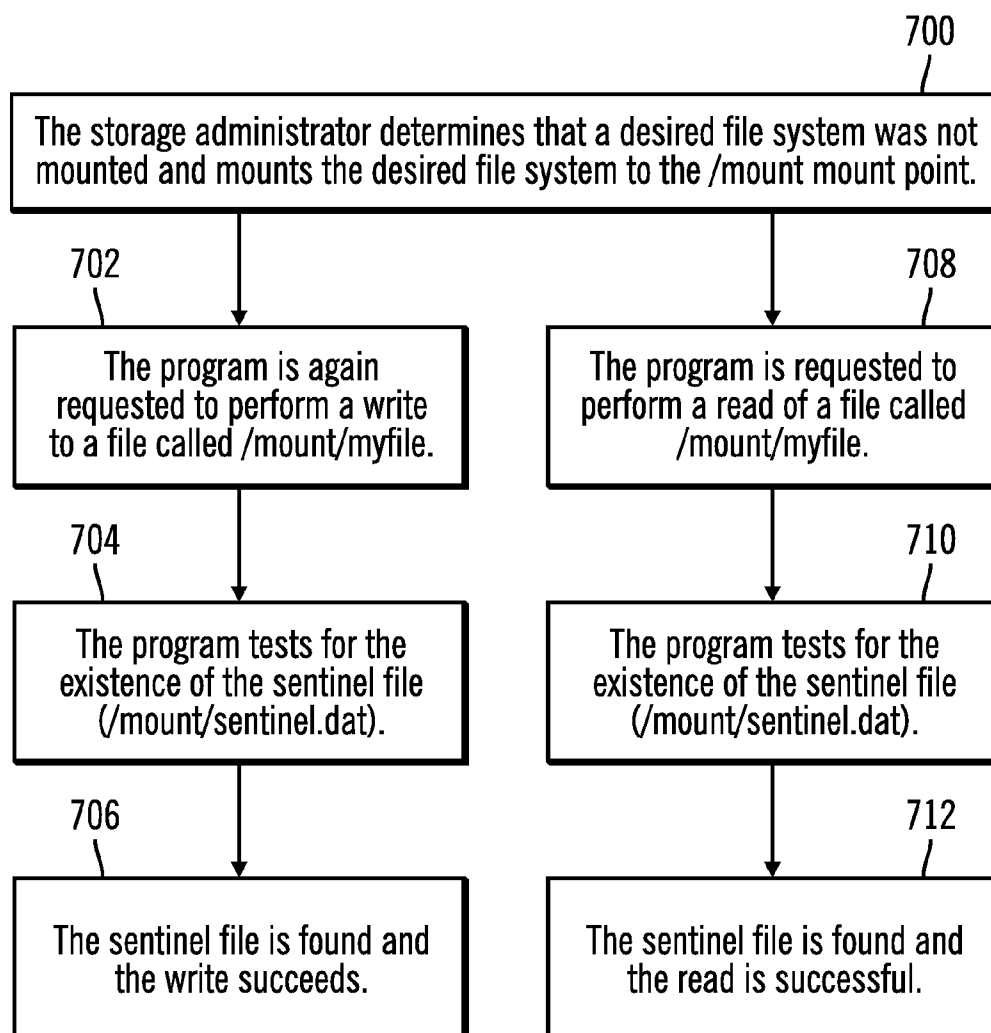 700
The storage administrator determines that a desired file system was not
mounted and mounts the desired file system to the /mount mount point.
702
The program is again
requested to perform a write
to a file called /mount/myfile.
704
The program tests for the
existence of the sentinel file
(/mount/sentinel.dat).
706
The sentinel file is found and
the write succeeds.
708
The program is requested to
perform a read of a file called
/mount/myfile.
710
The program tests for the
existence of the sentinel file
(/mount/sentinel.dat).
712
The sentinel file is found and
the read is successful.